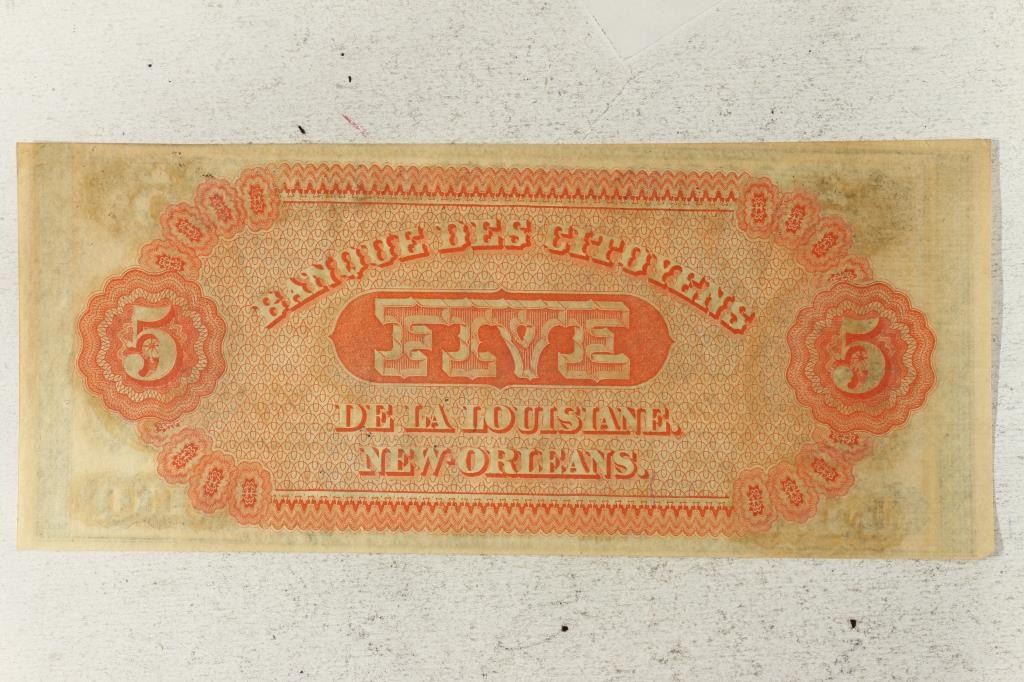 BANQUE DES CITOYENS
5 FIVE 5
DE LA LOUISIANE.
NEW-ORLEANS.